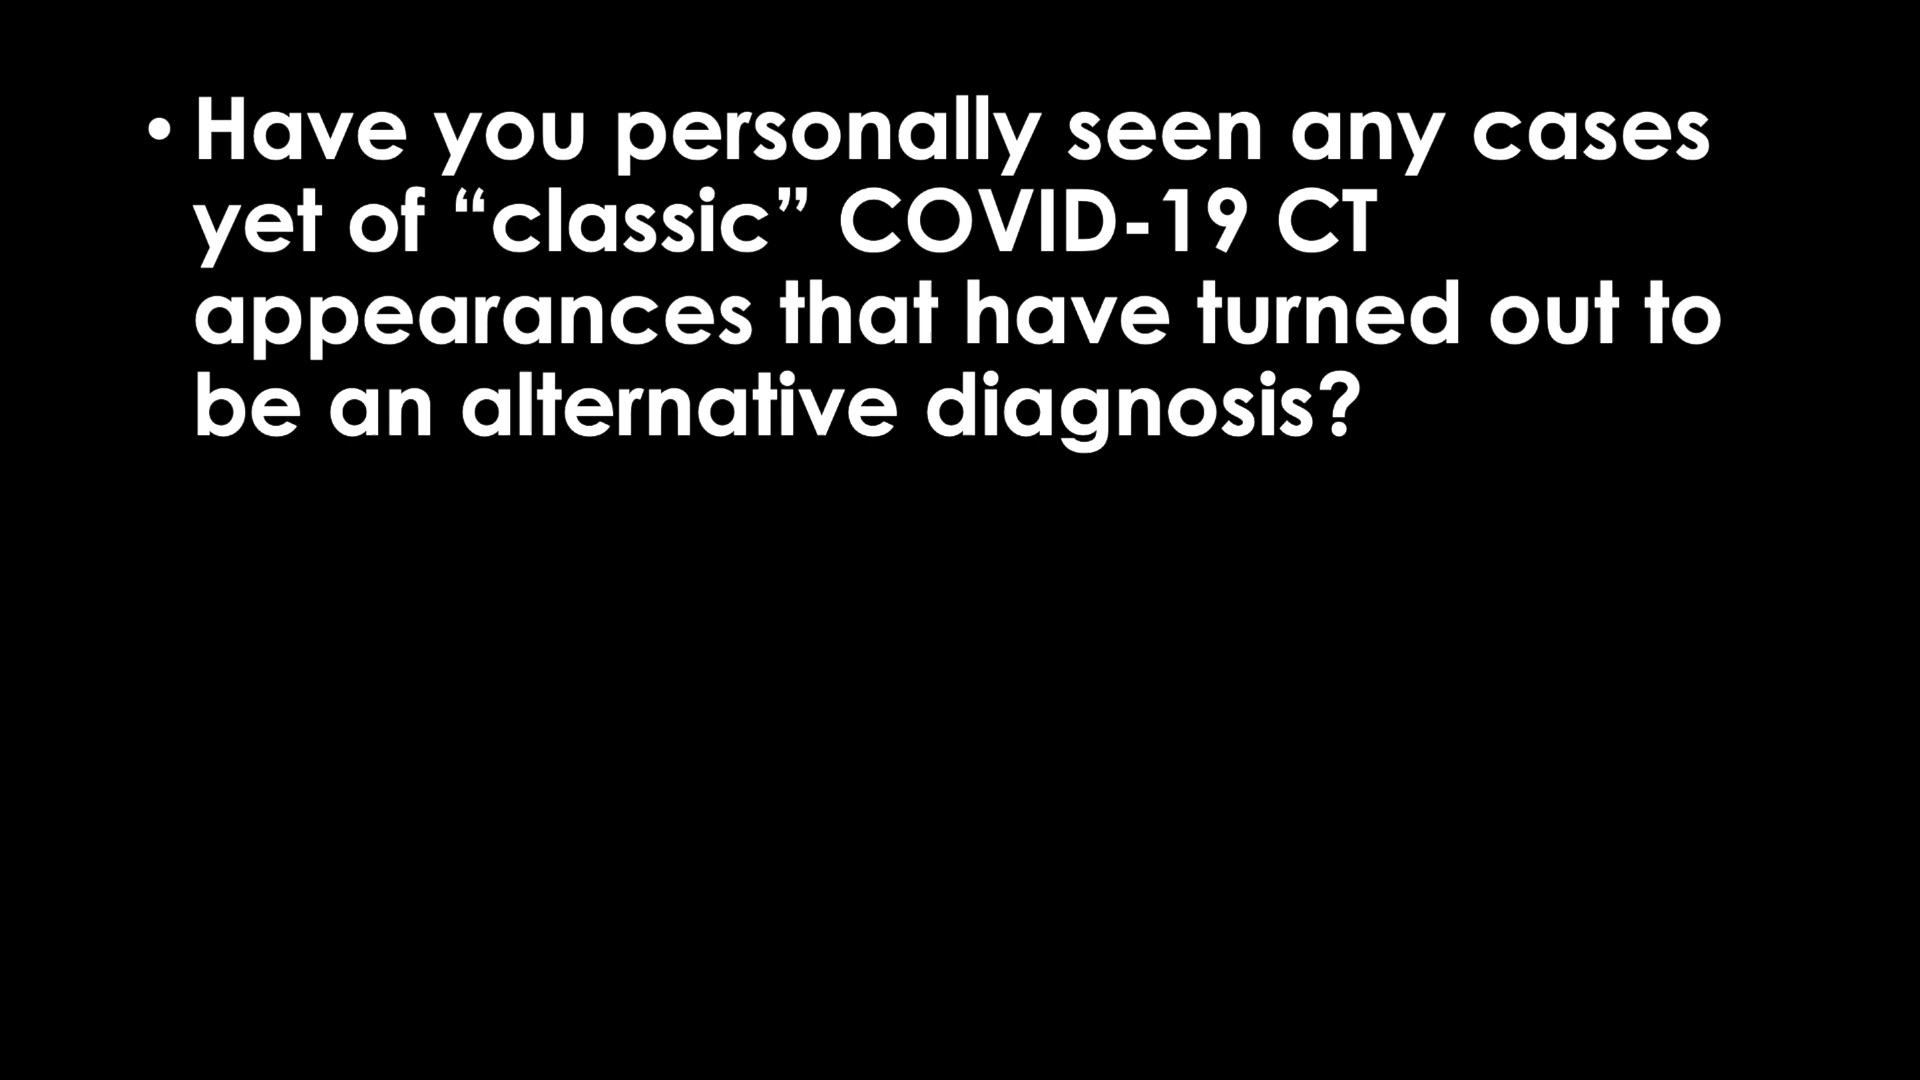 • Have you personally seen any cases
yet of “classic” COVID-19 CT
appearances that have turned out to
be an alternative diagnosis?